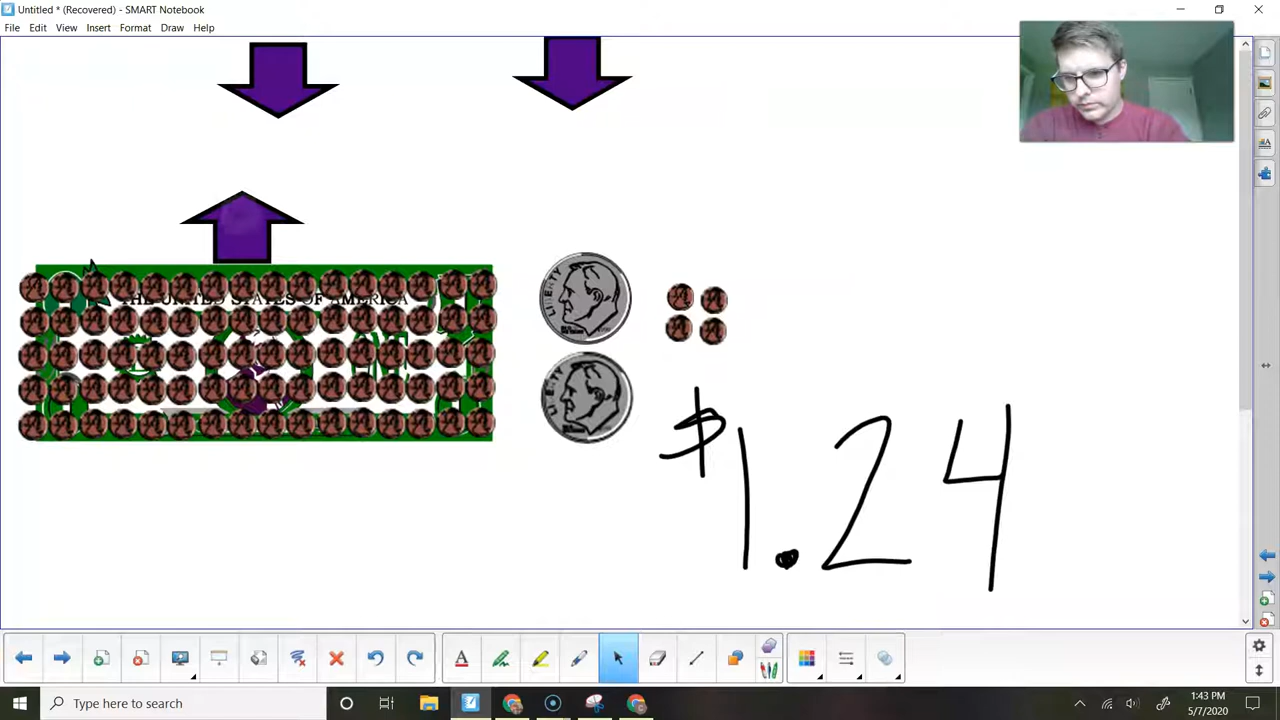 Untitled * (Recovered) - SMART Notebook
File Edit View Insert Format Draw Help
THE UNITED STATES OF AMERICA
LIBERTY
$1.24
Type here to search
1:43 PM
5/7/2020